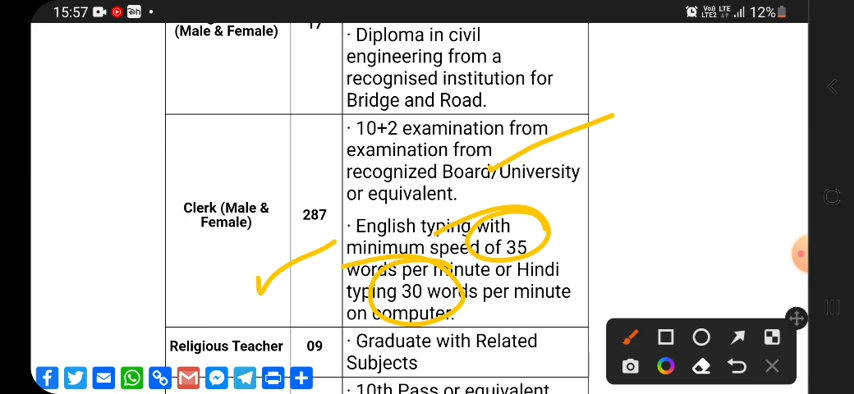 15:57
Vo)) LTE
LTE2
12%
(Male & Female)
17
· Diploma in civil
engineering from a
recognised institution for
Bridge and Road.
Clerk (Male &
Female)
287
· 10+2 examination from
examination from
recognized Board/University
or equivalent.
· English typing with
minimum speed of 35
words per minute or Hindi
typing 30 words per minute
on computer.
Religious Teacher
09
· Graduate with Related
Subjects
· 10th Pass or equivalent